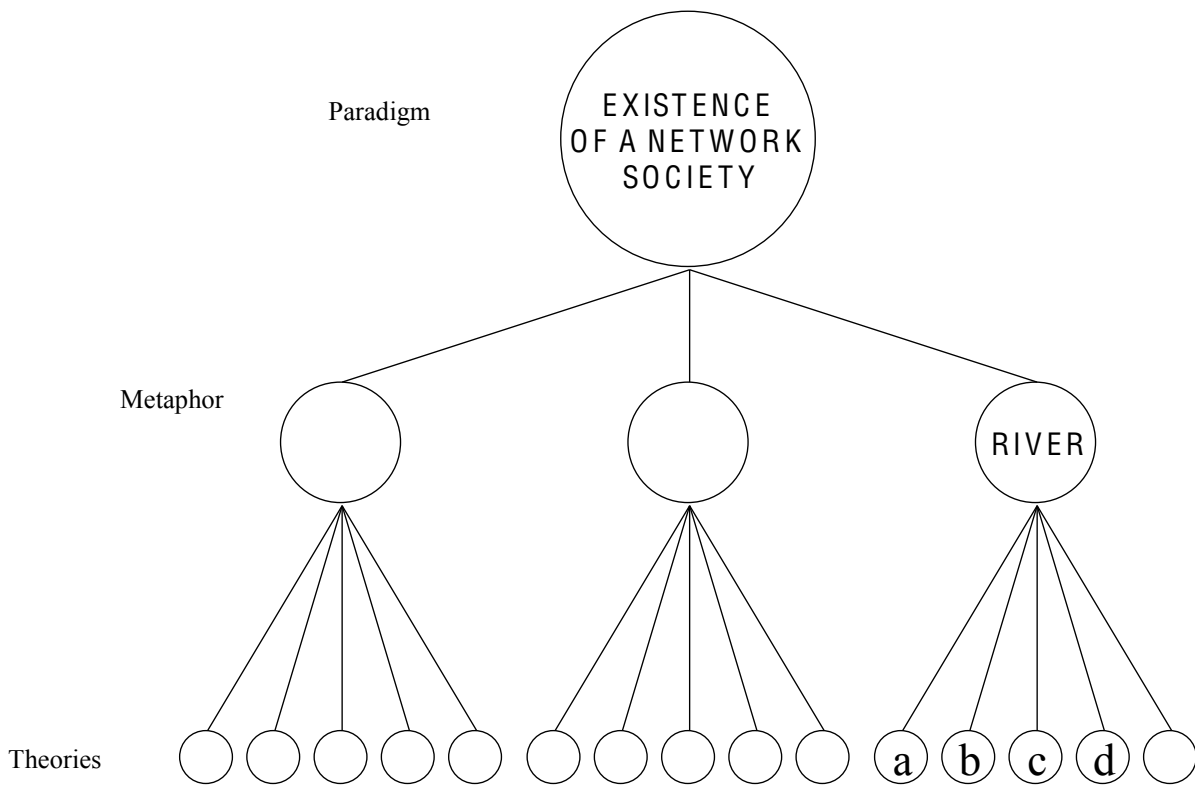 Paradigm
EXISTENCE
OF A NETWORK
SOCIETY
Metaphor
RIVER
Theories
a b c d